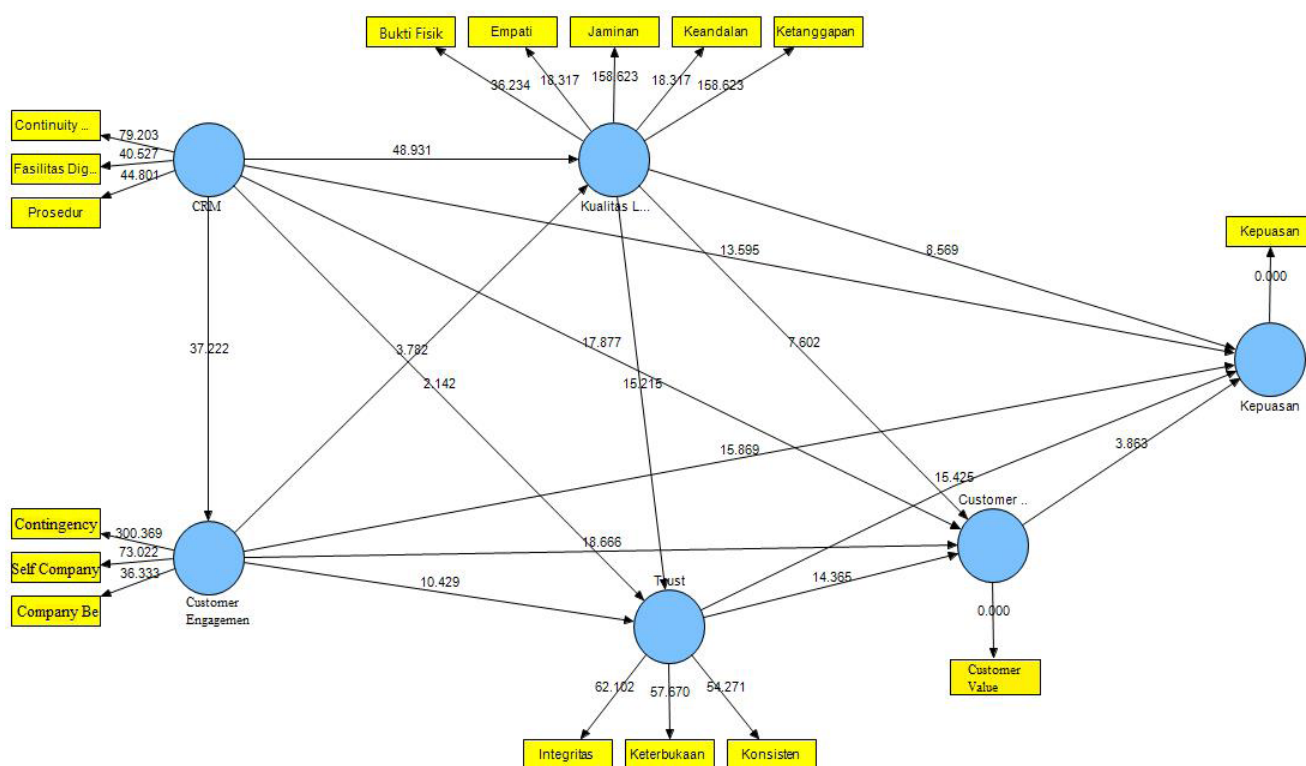 Bukti Fisik
Empati
Jaminan
Keandalan
Ketanggapan
36.234
18.317
158.623
18.317
158.623
Continuity ...
Fasilitas Dig...
Prosedur
79.203
40.527
44.801
CRM
48.931
Kualitas L...
13.595
8.569
Kepuasan
0.000
Kepuasan
37.222
3.782
2.142
17.877
15.215
7.602
15.869
15.425
3.863
Contingency
Self Company
Company Be
300.369
73.022
36.333
Customer
Engagemen
18.666
10.429
Trust
14.365
Customer ..
0.000
Customer
Value
62.102
57.670
54.271
Integritas
Keterbukaan
Konsisten